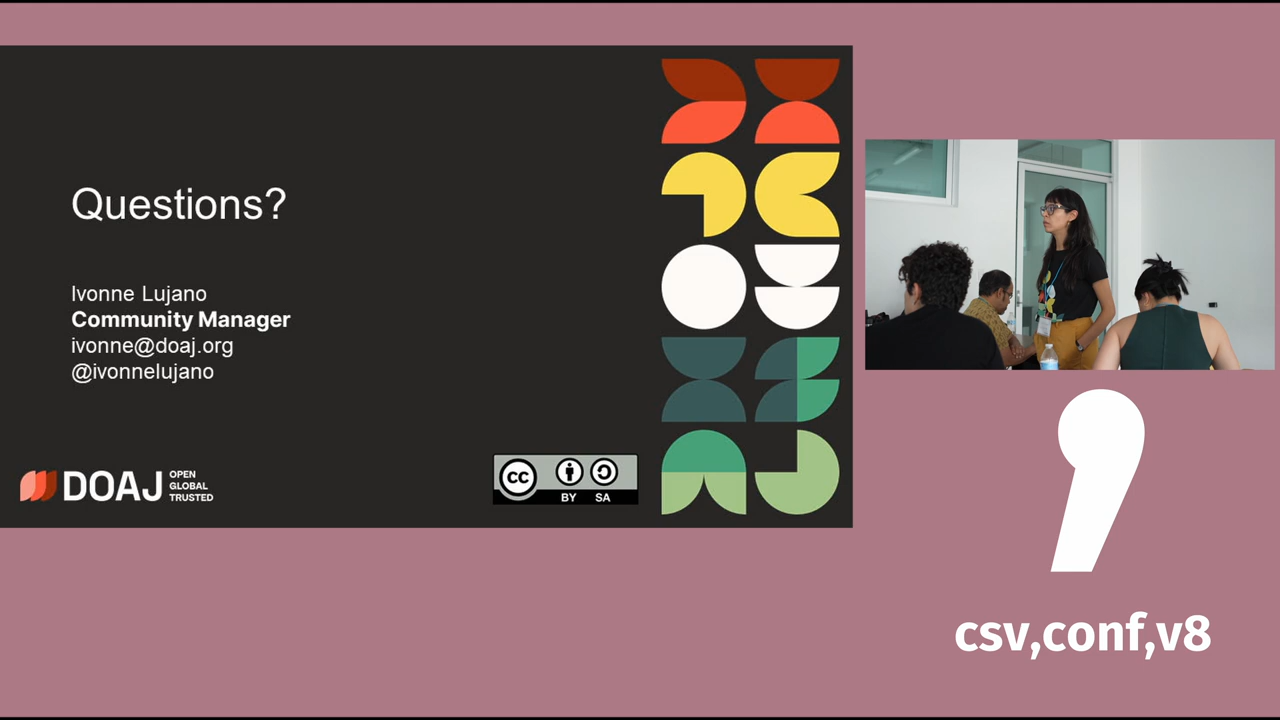 Questions?
Ivonne Lujano
Community Manager
ivonne@doaj.org
@ivonnelujano
DOAJ
OPEN
GLOBAL
TRUSTED
cc
BY SA
,
csv,conf,v8